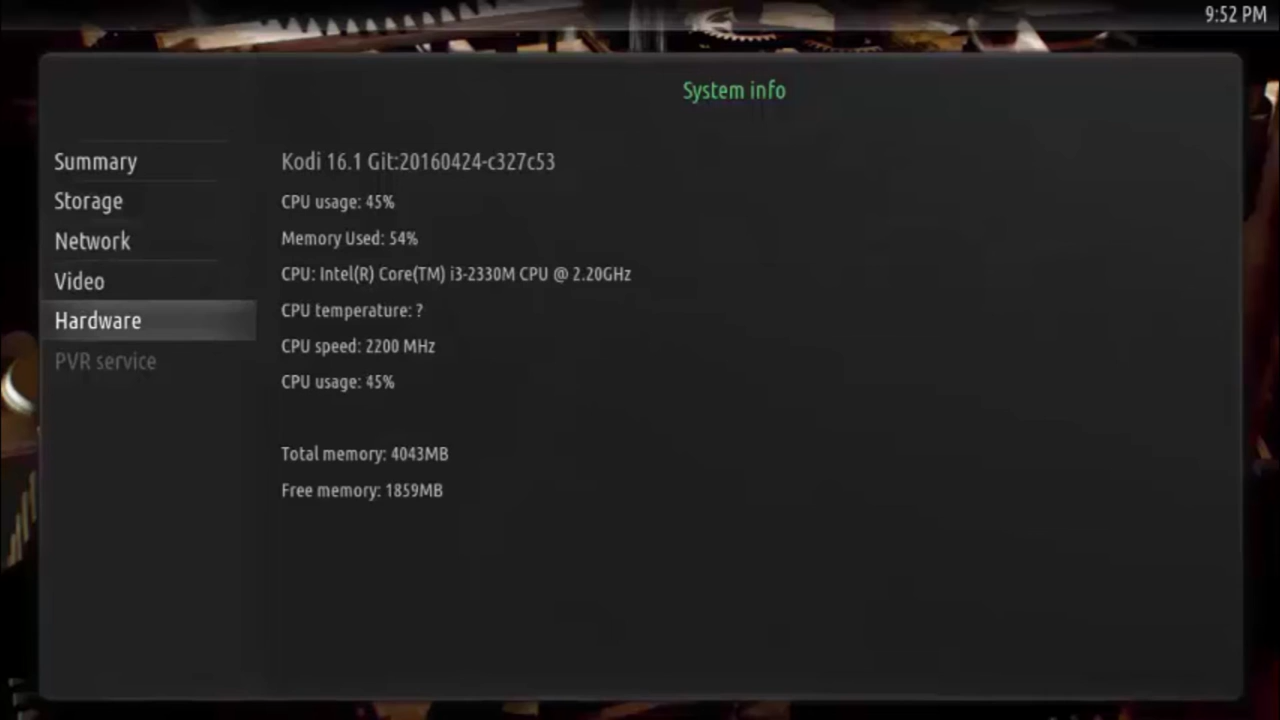 9:52 PM
System info
Summary
Storage
Network
Video
Hardware
PVR service
Kodi 16.1 Git:20160424-c327c53
CPU usage: 45%
Memory Used: 54%
CPU: Intel(R) Core(TM) i3-2330M CPU @ 2.20GHz
CPU temperature: ?
CPU speed: 2200 MHz
CPU usage: 45%
Total memory: 4043MB
Free memory: 1859MB